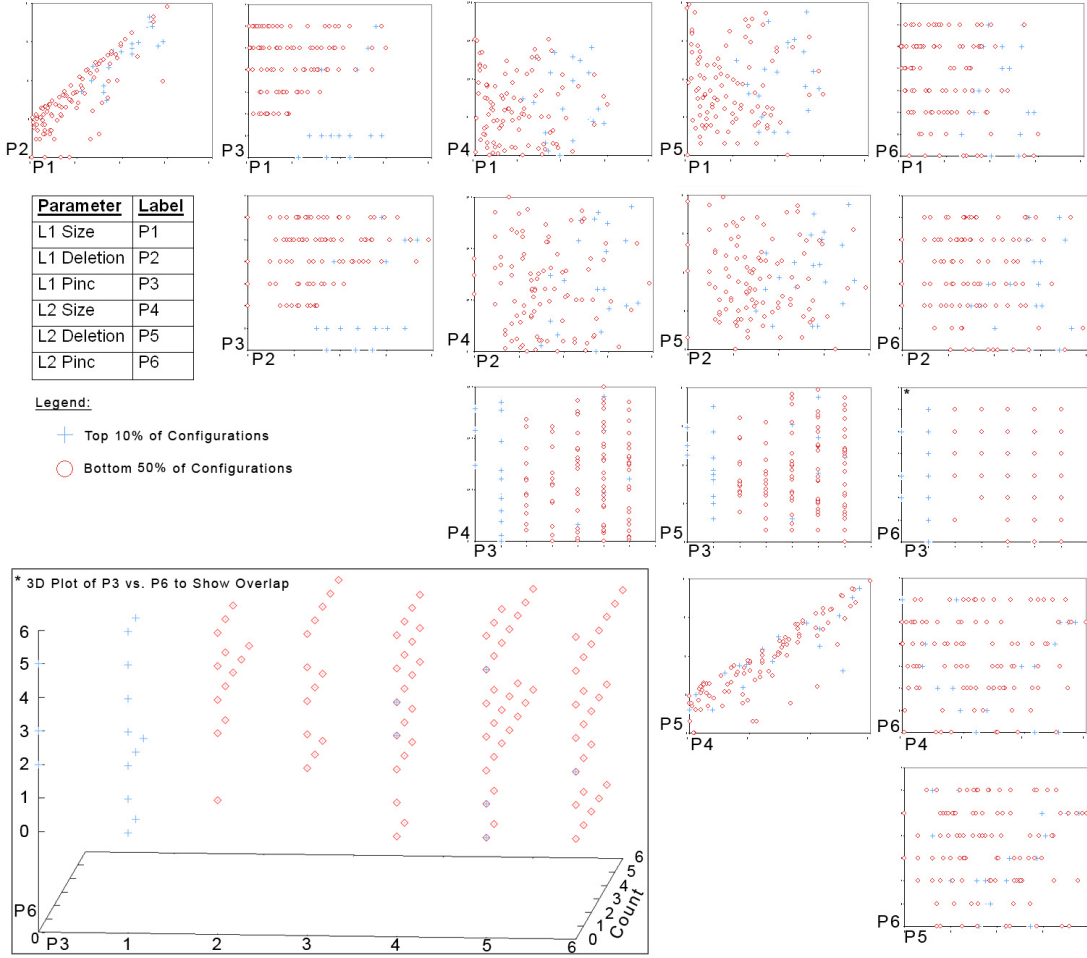 P2
P1
P3
P1
P4
P1
P5
P1
P6
P1
Parameter Label
L1 Size P1
L1 Deletion P2
L1 Pinc P3
L2 Size P4
L2 Deletion P5
L2 Pinc P6
P3
P2
P4
P2
P5
P2
P6
P2
Legend:
Top 10% of Configurations
Bottom 50% of Configurations
P4
P3
P5
P3
*
P6
P3
* 3D Plot of P3 vs. P6 to Show Overlap
6
5
4
3
2
1
0
P6
0 P3 1 2 3 4 5 6
0 1 2 3 4 5 6
Count
P5
P4
P6
P4
P6
P5